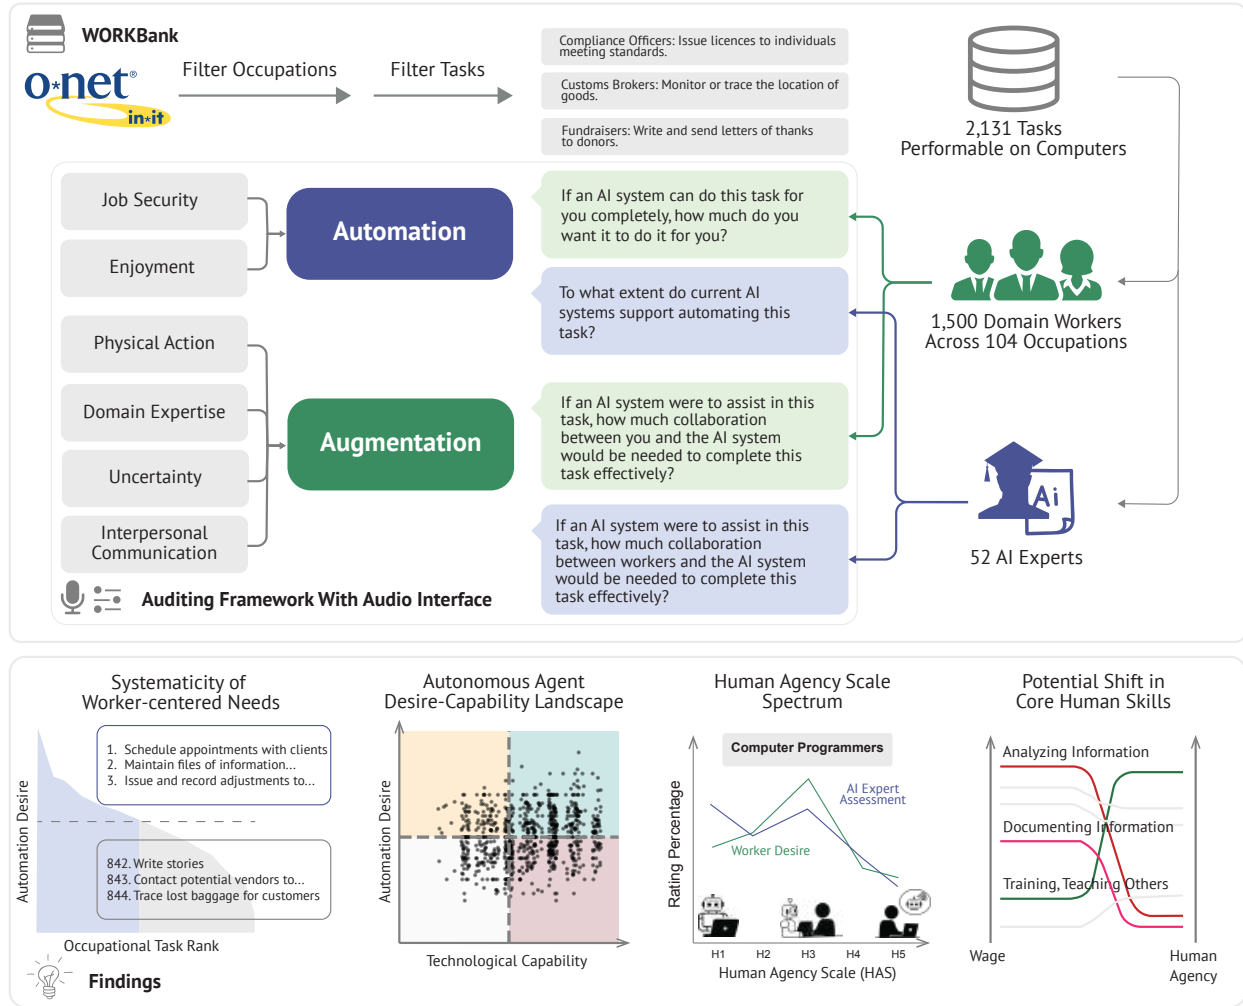 WORKBank
o*net®
in*it
Filter Occupations
Filter Tasks
Compliance Officers: Issue licences to individuals
meeting standards.
Customs Brokers: Monitor or trace the location of
goods.
Fundraisers: Write and send letters of thanks
to donors.
2,131 Tasks
Performable on Computers
Job Security
Enjoyment
Automation
If an AI system can do this task for
you completely, how much do you
want it to do it for you?
To what extent do current AI
systems support automating this
task?
1,500 Domain Workers
Across 104 Occupations
Physical Action
Domain Expertise
Uncertainty
Interpersonal
Communication
Augmentation
If an AI system were to assist in this
task, how much collaboration
between you and the AI system
would be needed to complete this
task effectively?
If an AI system were to assist in this
task, how much collaboration
between workers and the AI system
would be needed to complete this
task effectively?
Ai
52 AI Experts
Auditing Framework With Audio Interface
Systematicity of
Worker-centered Needs
Automation Desire
1. Schedule appointments with clients
2. Maintain files of information...
3. Issue and record adjustments to...
842. Write stories
843. Contact potential vendors to...
844. Trace lost baggage for customers
Occupational Task Rank
Autonomous Agent
Desire-Capability Landscape
Automation Desire
Technological Capability
Human Agency Scale
Spectrum
Computer Programmers
Rating Percentage
AI Expert
Assessment
Worker Desire
H1
H2
H3
H4
H5
Human Agency Scale (HAS)
Potential Shift in
Core Human Skills
Analyzing Information
Documenting Information
Training, Teaching Others
Wage
Human
Agency
Findings